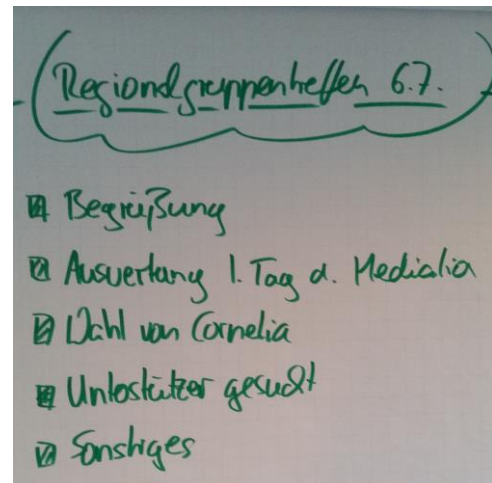 Regionalgruppentreffen 6.7.
Begrüßung
Auswertung 1. Tag d. Medialia
Wahl von Cornelia
Unterstützer gesucht
Sonstiges